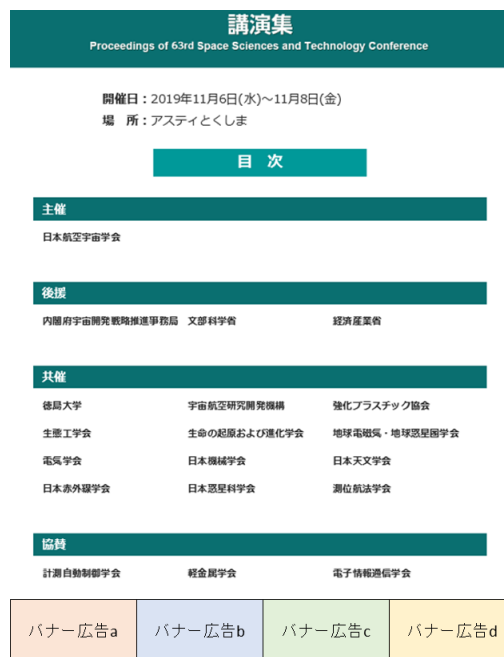 講演集
Proceedings of 63rd Space Sciences and Technology Conference
開催日：2019年11月6日(水)～11月8日(金)
場　所：アスティとくしま
目　次
主催
日本航空宇宙学会
後援
内閣府宇宙開発戦略推進事務局　文部科学省　経済産業省
共催
徳島大学　宇宙航空研究開発機構　強化プラスチック協会
生態工学会　生命の起原および進化学会　地球電磁気・地球惑星圏学会
電気学会　日本機械学会　日本天文学会
日本赤外線学会　日本惑星科学会　測位航法学会
協賛
計測自動制御学会　軽金属学会　電子情報通信学会
バナー広告a　バナー広告b　バナー広告c　バナー広告d